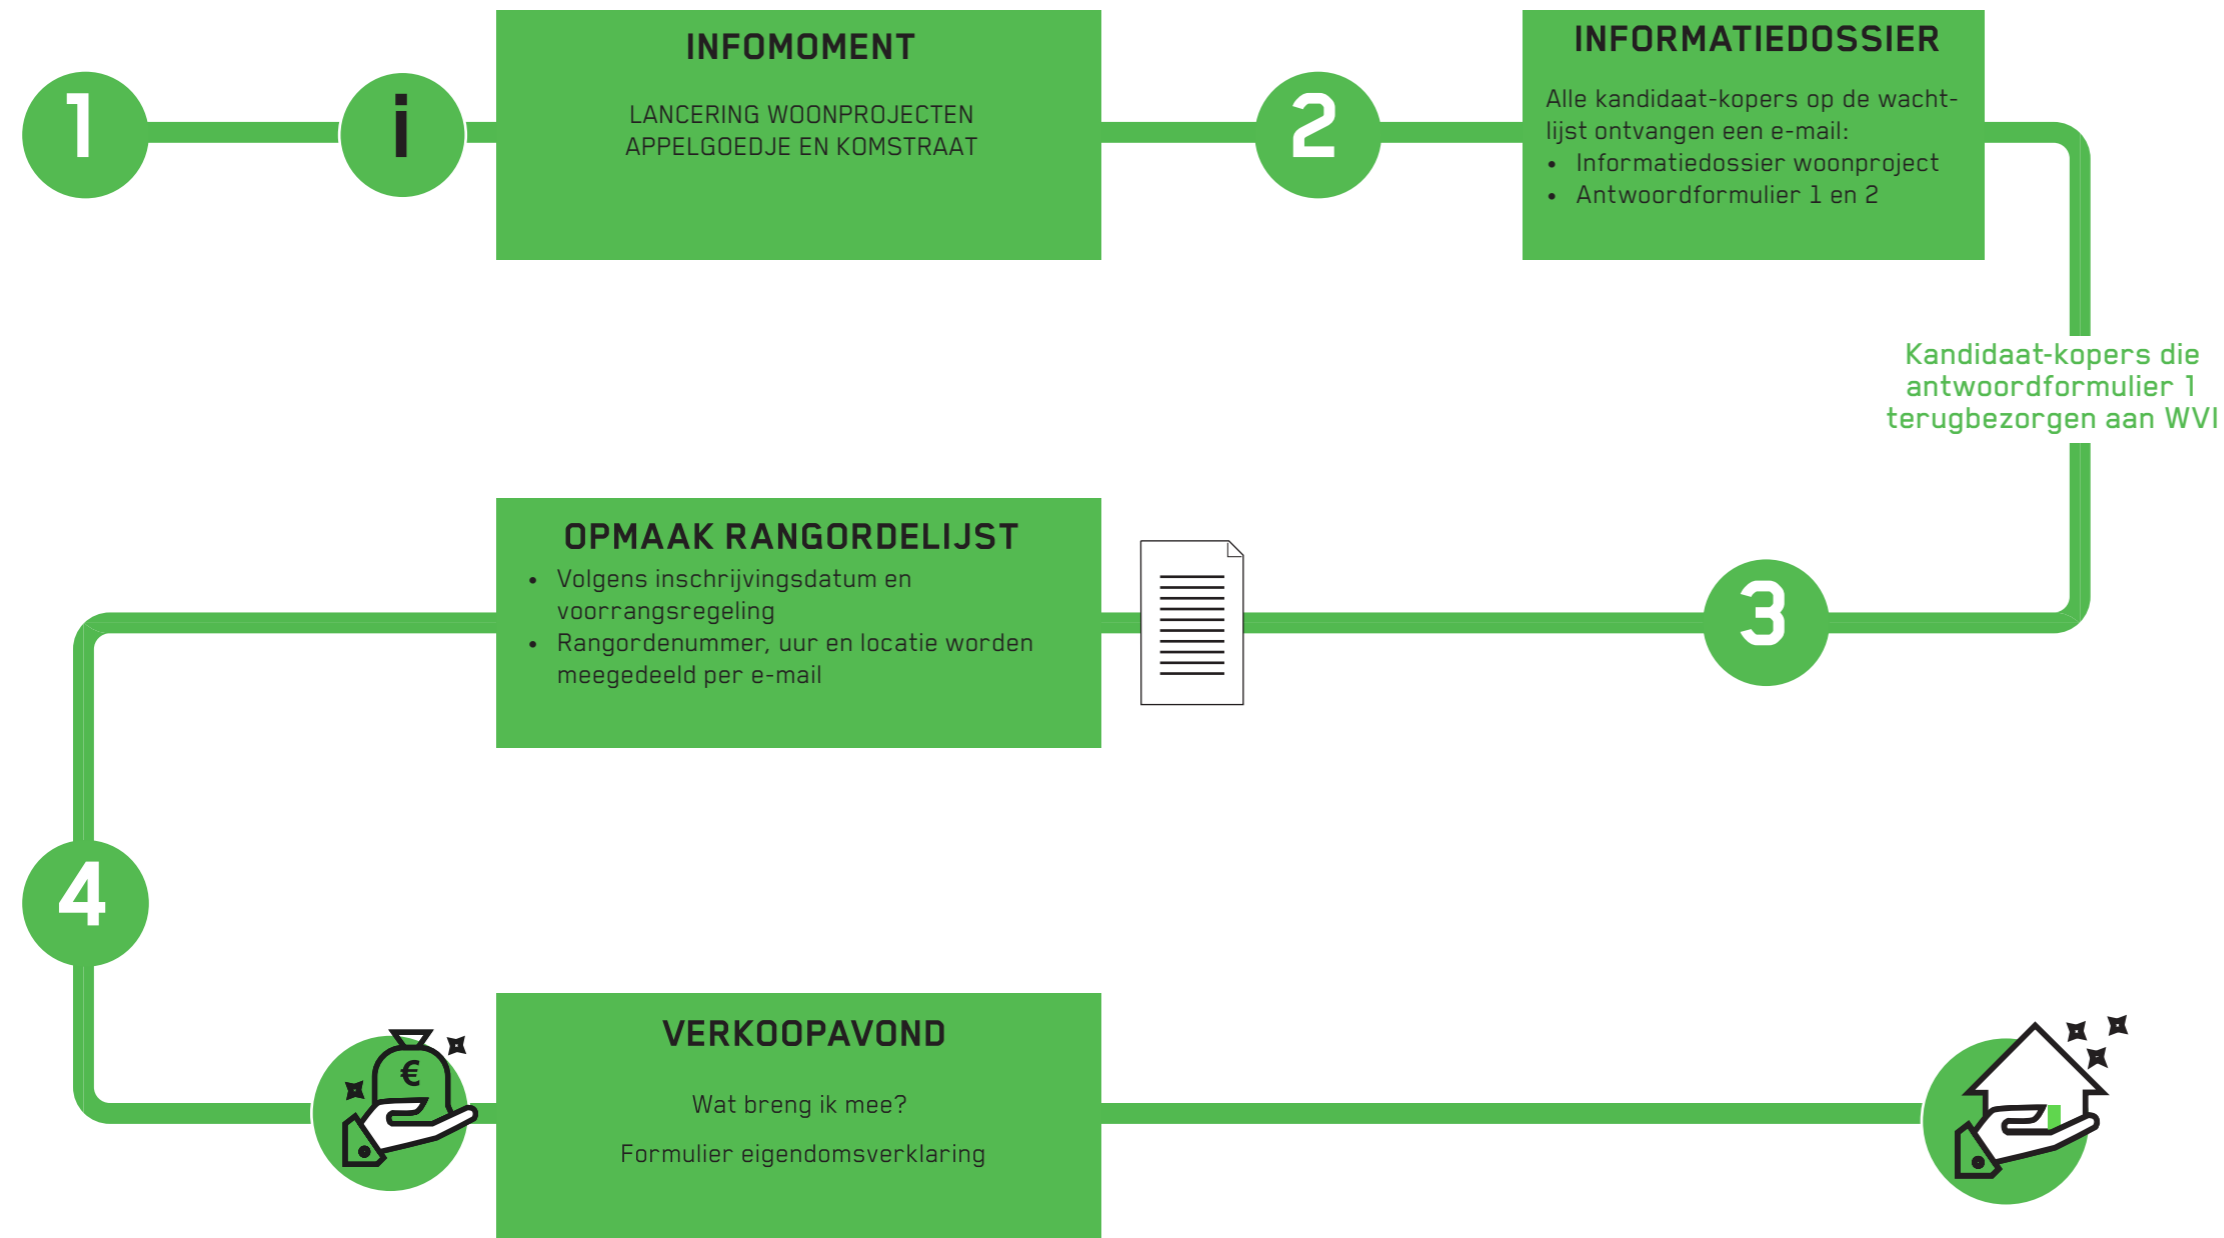 1
i
INFOMOMENT
LANCERING WOONPROJECTEN
APPELGOEDJE EN KOMSTRAAT
2
INFORMATIEDOSSIER
Alle kandidaat-kopers op de wacht-
lijst ontvangen een e-mail:
• Informatiedossier woonproject
• Antwoordformulier 1 en 2
Kandidaat-kopers die
antwoordformulier 1
terugbezorgen aan WVI
3
OPMAAK RANGORDELIJST
• Volgens inschrijvingsdatum en
voorrangsregeling
• Rangordenummer, uur en locatie worden
meegedeeld per e-mail
4
€
VERKOOPAVOND
Wat breng ik mee?
Formulier eigendomsverklaring